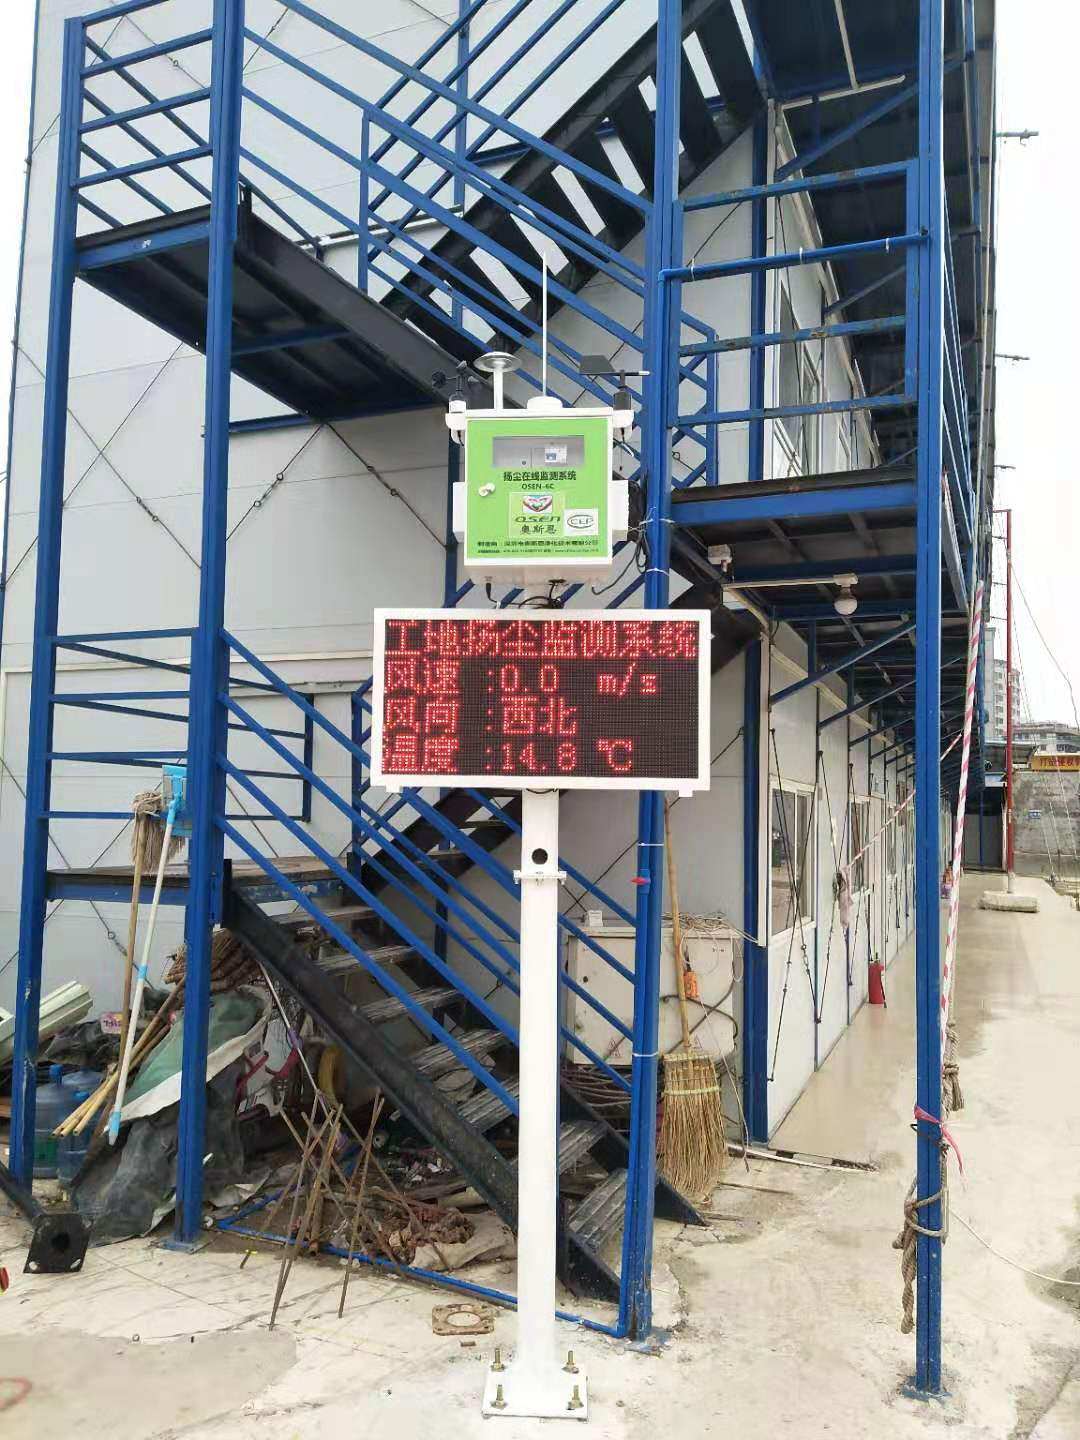 扬尘在线监测系统
OSEN-6C
OSEN
奥斯恩
CEP
工地扬尘监测系统
风速 :0.0 m/s
风向 :西北
温度 :14.8 ℃